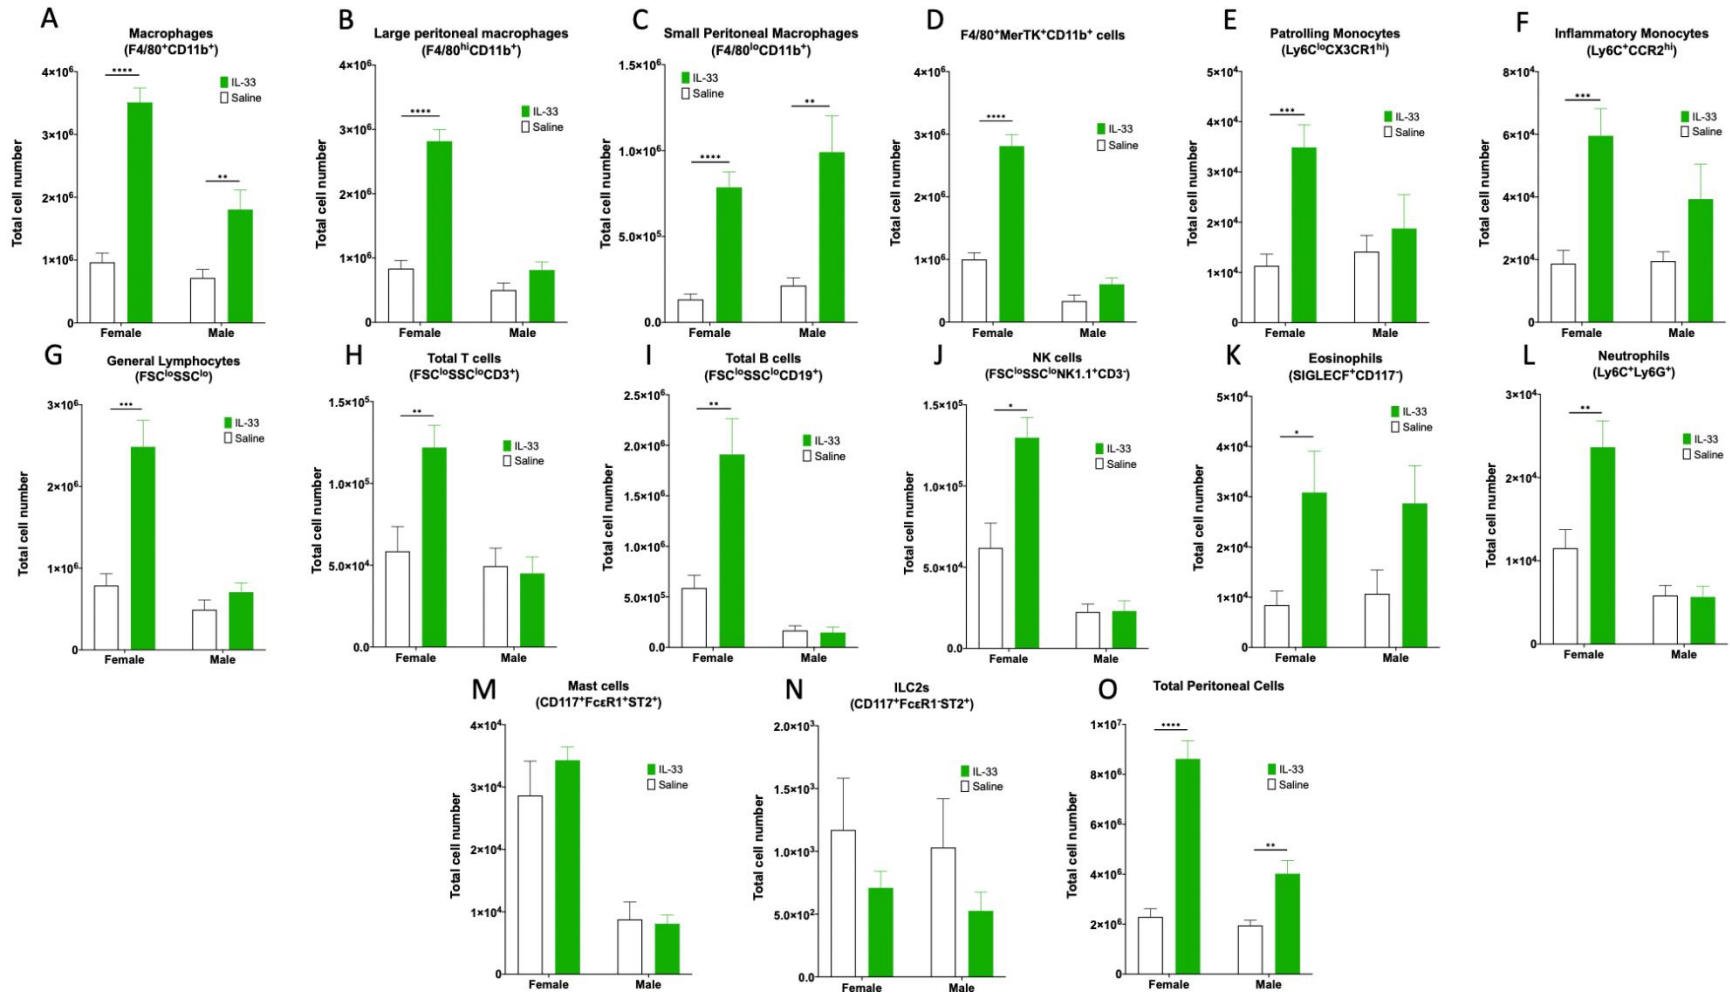 A
Macrophages
(F4/80⁺CD11b⁺)
Total cell number
4×10⁶
3×10⁶
2×10⁶
1×10⁶
0
****
**
IL-33
Saline
Female
Male
B
Large peritoneal macrophages
(F4/80ʰⁱCD11b⁺)
Total cell number
4×10⁶
3×10⁶
2×10⁶
1×10⁶
0
****
IL-33
Saline
Female
Male
C
Small Peritoneal Macrophages
(F4/80ˡᵒCD11b⁺)
Total cell number
1.5×10⁶
1.0×10⁶
5.0×10⁵
0.0
IL-33
Saline
****
**
Female
Male
D
F4/80⁺MerTK⁺CD11b⁺ cells
Total cell number
4×10⁶
3×10⁶
2×10⁶
1×10⁶
0
****
IL-33
Saline
Female
Male
E
Patrolling Monocytes
(Ly6CˡᵒCX3CR1ʰⁱ)
Total cell number
5×10⁴
4×10⁴
3×10⁴
2×10⁴
1×10⁴
0
***
IL-33
Saline
Female
Male
F
Inflammatory Monocytes
(Ly6C⁺CCR2ʰⁱ)
Total cell number
8×10⁴
6×10⁴
4×10⁴
2×10⁴
0
***
IL-33
Saline
Female
Male
G
General Lymphocytes
(FSCˡᵒSSCˡᵒ)
Total cell number
3×10⁶
2×10⁶
1×10⁶
0
***
IL-33
Saline
Female
Male
H
Total T cells
(FSCˡᵒSSCˡᵒCD3⁺)
Total cell number
1.5×10⁵
1.0×10⁵
5.0×10⁴
0.0
**
IL-33
Saline
Female
Male
I
Total B cells
(FSCˡᵒSSCˡᵒCD19⁺)
Total cell number
2.5×10⁶
2.0×10⁶
1.5×10⁶
1.0×10⁶
5.0×10⁵
0.0
**
IL-33
Saline
Female
Male
J
NK cells
(FSCˡᵒSSCˡᵒNK1.1⁺CD3⁻)
Total cell number
1.5×10⁵
1.0×10⁵
5.0×10⁴
0.0
*
IL-33
Saline
Female
Male
K
Eosinophils
(SIGLECF⁺CD117⁻)
Total cell number
5×10⁴
4×10⁴
3×10⁴
2×10⁴
1×10⁴
0
*
IL-33
Saline
Female
Male
L
Neutrophils
(Ly6C⁺Ly6G⁺)
Total cell number
3×10⁴
2×10⁴
1×10⁴
0
**
IL-33
Saline
Female
Male
M
Mast cells
(CD117⁺FcεR1⁺ST2⁺)
Total cell number
4×10⁴
3×10⁴
2×10⁴
1×10⁴
0
IL-33
Saline
Female
Male
N
ILC2s
(CD117⁺FcεR1⁻ST2⁺)
Total cell number
2.0×10³
1.5×10³
1.0×10³
5.0×10²
0.0
IL-33
Saline
Female
Male
O
Total Peritoneal Cells
Total cell number
1×10⁷
8×10⁶
6×10⁶
4×10⁶
2×10⁶
0
****
**
IL-33
Saline
Female
Male